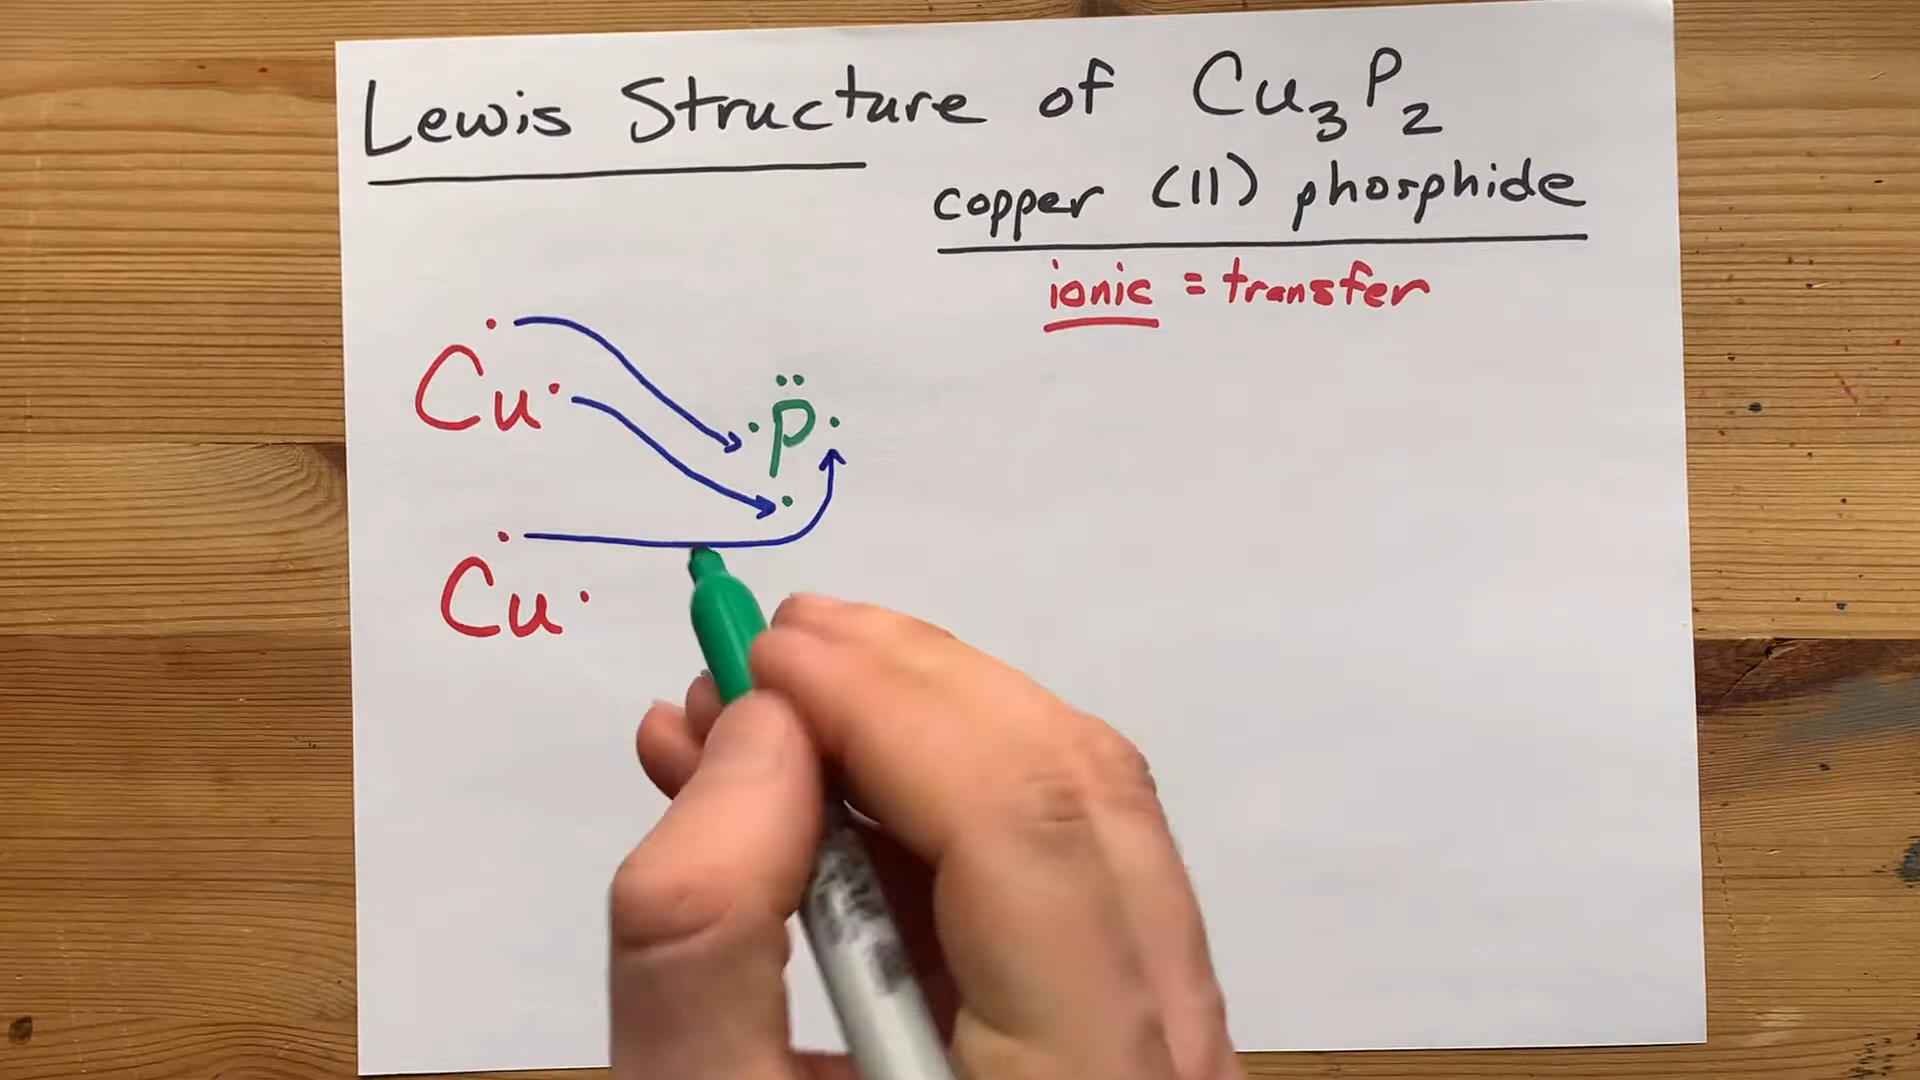 Lewis Structure of Cu₃P₂
copper (II) phosphide
ionic = transfer
Cu
P
Cu